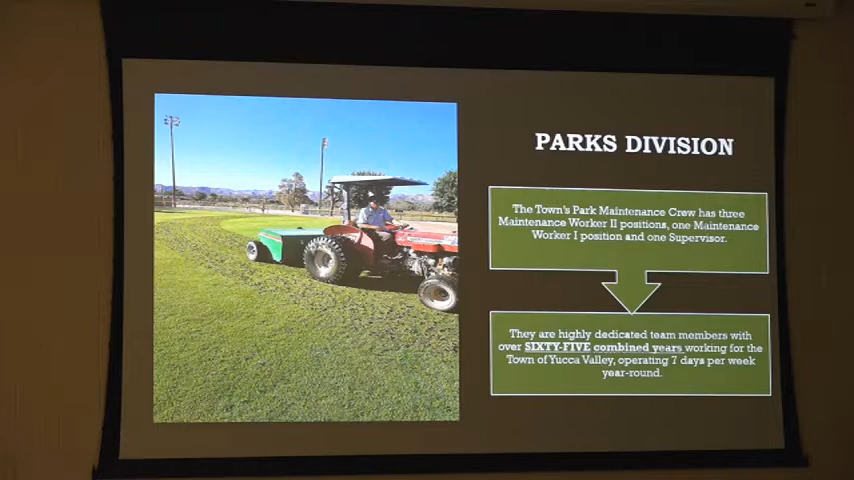 PARKS DIVISION
The Town's Park Maintenance Crew has three
Maintenance Worker II positions, one Maintenance
Worker I position and one Supervisor.
They are highly dedicated team members with
over SIXTY-FIVE combined years working for the
Town of Yucca Valley, operating 7 days per week
year-round.